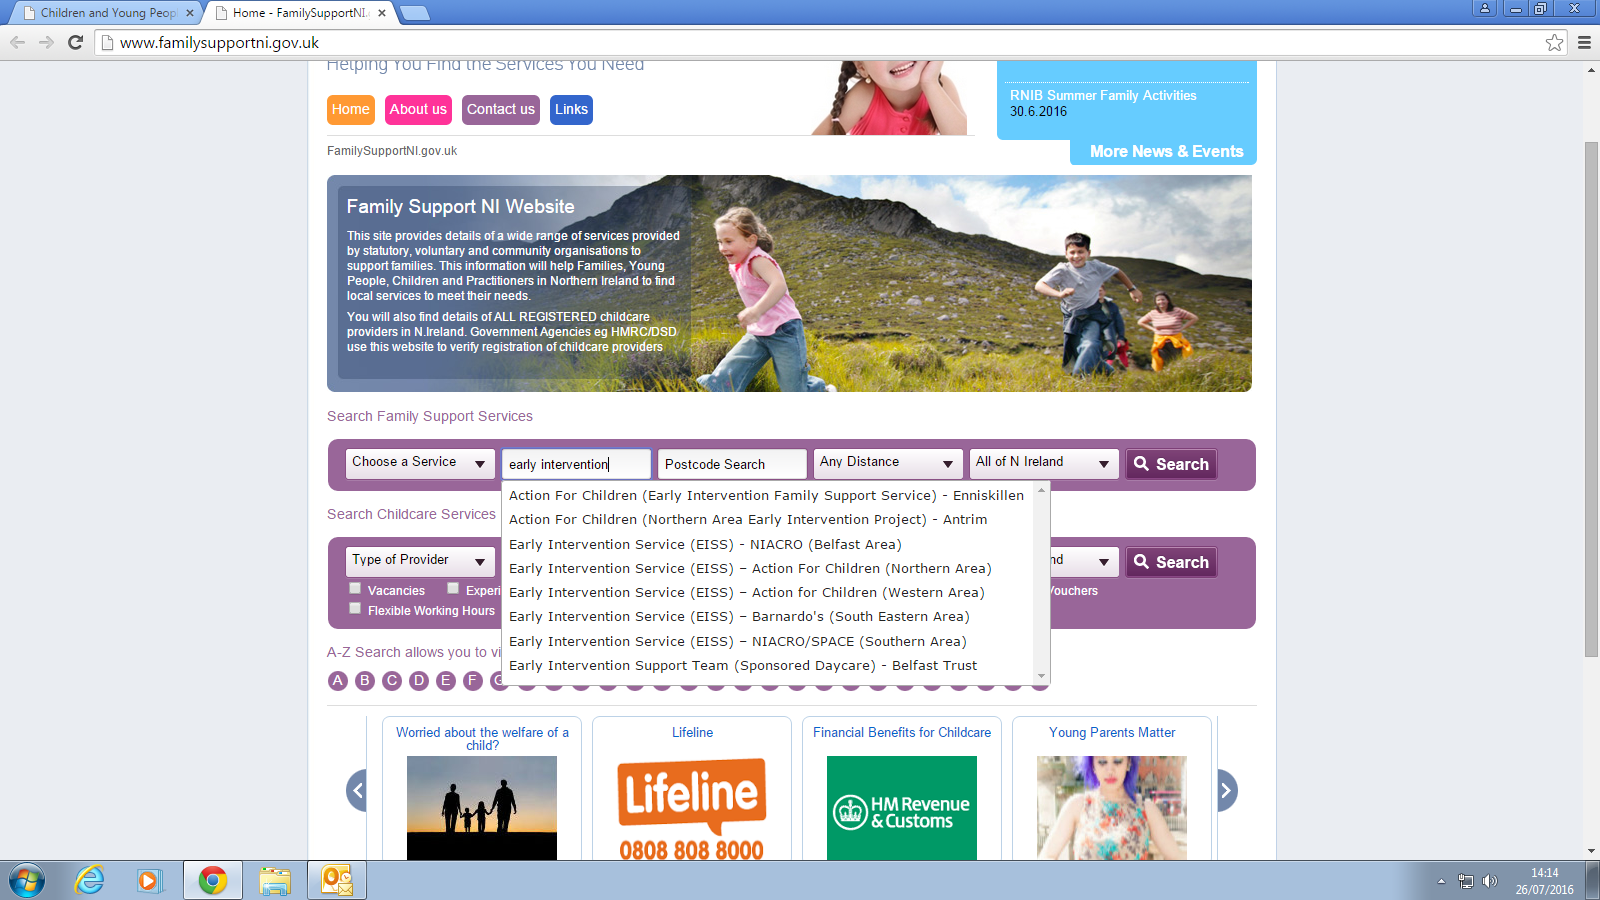 Children and Young Peopl
Home - FamilySupportNI.
www.familysupportni.gov.uk
Helping You Find the Services You Need
Home
About us
Contact us
Links
RNIB Summer Family Activities
30.6.2016
More News & Events
FamilySupportNI.gov.uk
Family Support NI Website
This site provides details of a wide range of services provided
by statutory, voluntary and community organisations to
support families. This information will help Families, Young
People, Children and Practitioners in Northern Ireland to find
local services to meet their needs.
You will also find details of ALL REGISTERED childcare
providers in N.Ireland. Government Agencies eg HMRC/DSD
use this website to verify registration of childcare providers
Search Family Support Services
Choose a Service
early intervention
Postcode Search
Any Distance
All of N Ireland
Search
Action For Children (Early Intervention Family Support Service) - Enniskillen
Action For Children (Northern Area Early Intervention Project) - Antrim
Early Intervention Service (EISS) - NIACRO (Belfast Area)
Early Intervention Service (EISS) – Action For Children (Northern Area)
Early Intervention Service (EISS) – Action for Children (Western Area)
Early Intervention Service (EISS) – Barnardo's (South Eastern Area)
Early Intervention Service (EISS) – NIACRO/SPACE (Southern Area)
Early Intervention Support Team (Sponsored Daycare) - Belfast Trust
Search Childcare Services
Type of Provider
nd
Search
Vacancies
Experi
Vouchers
Flexible Working Hours
A-Z Search allows you to vi
A B C D E F G
Worried about the welfare of a
child?
Lifeline
Financial Benefits for Childcare
Young Parents Matter
Lifeline
0808 808 8000
HM Revenue
& Customs
14:14
26/07/2016